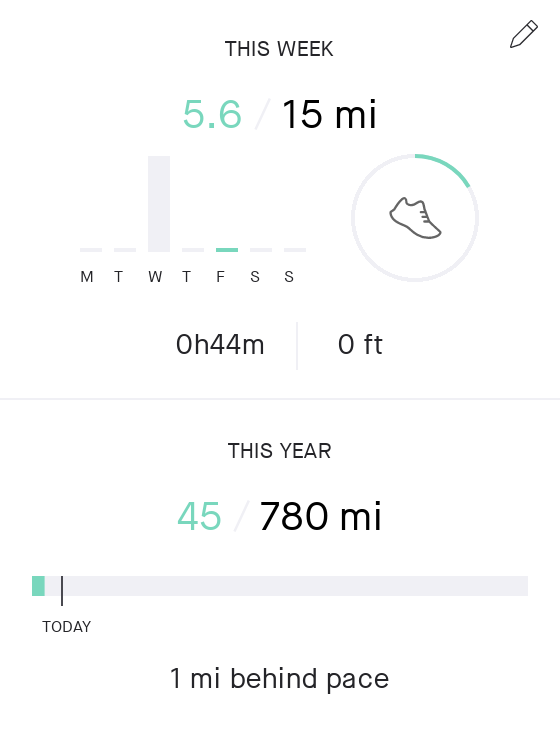 THIS WEEK
5.6 / 15 mi
M T W T F S S
0h44m 0 ft
THIS YEAR
45 / 780 mi
TODAY
1 mi behind pace